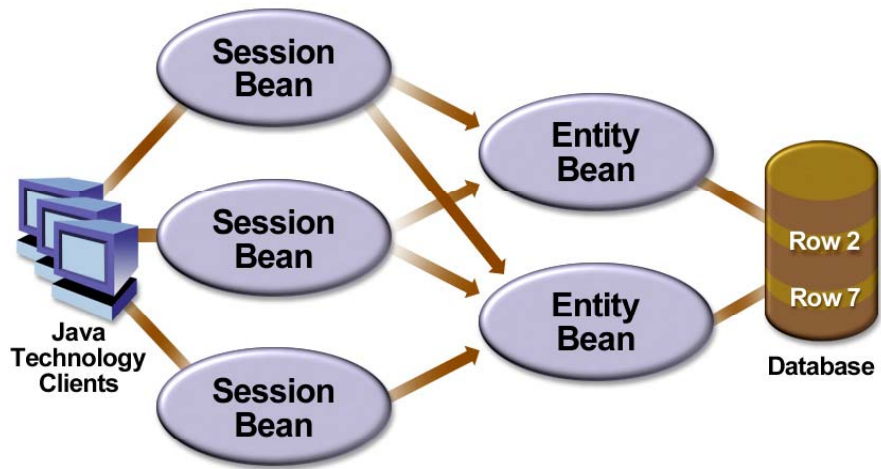 Session
Bean
Session
Bean
Session
Bean
Entity
Bean
Entity
Bean
Row 2
Row 7
Java
Technology
Clients
Database